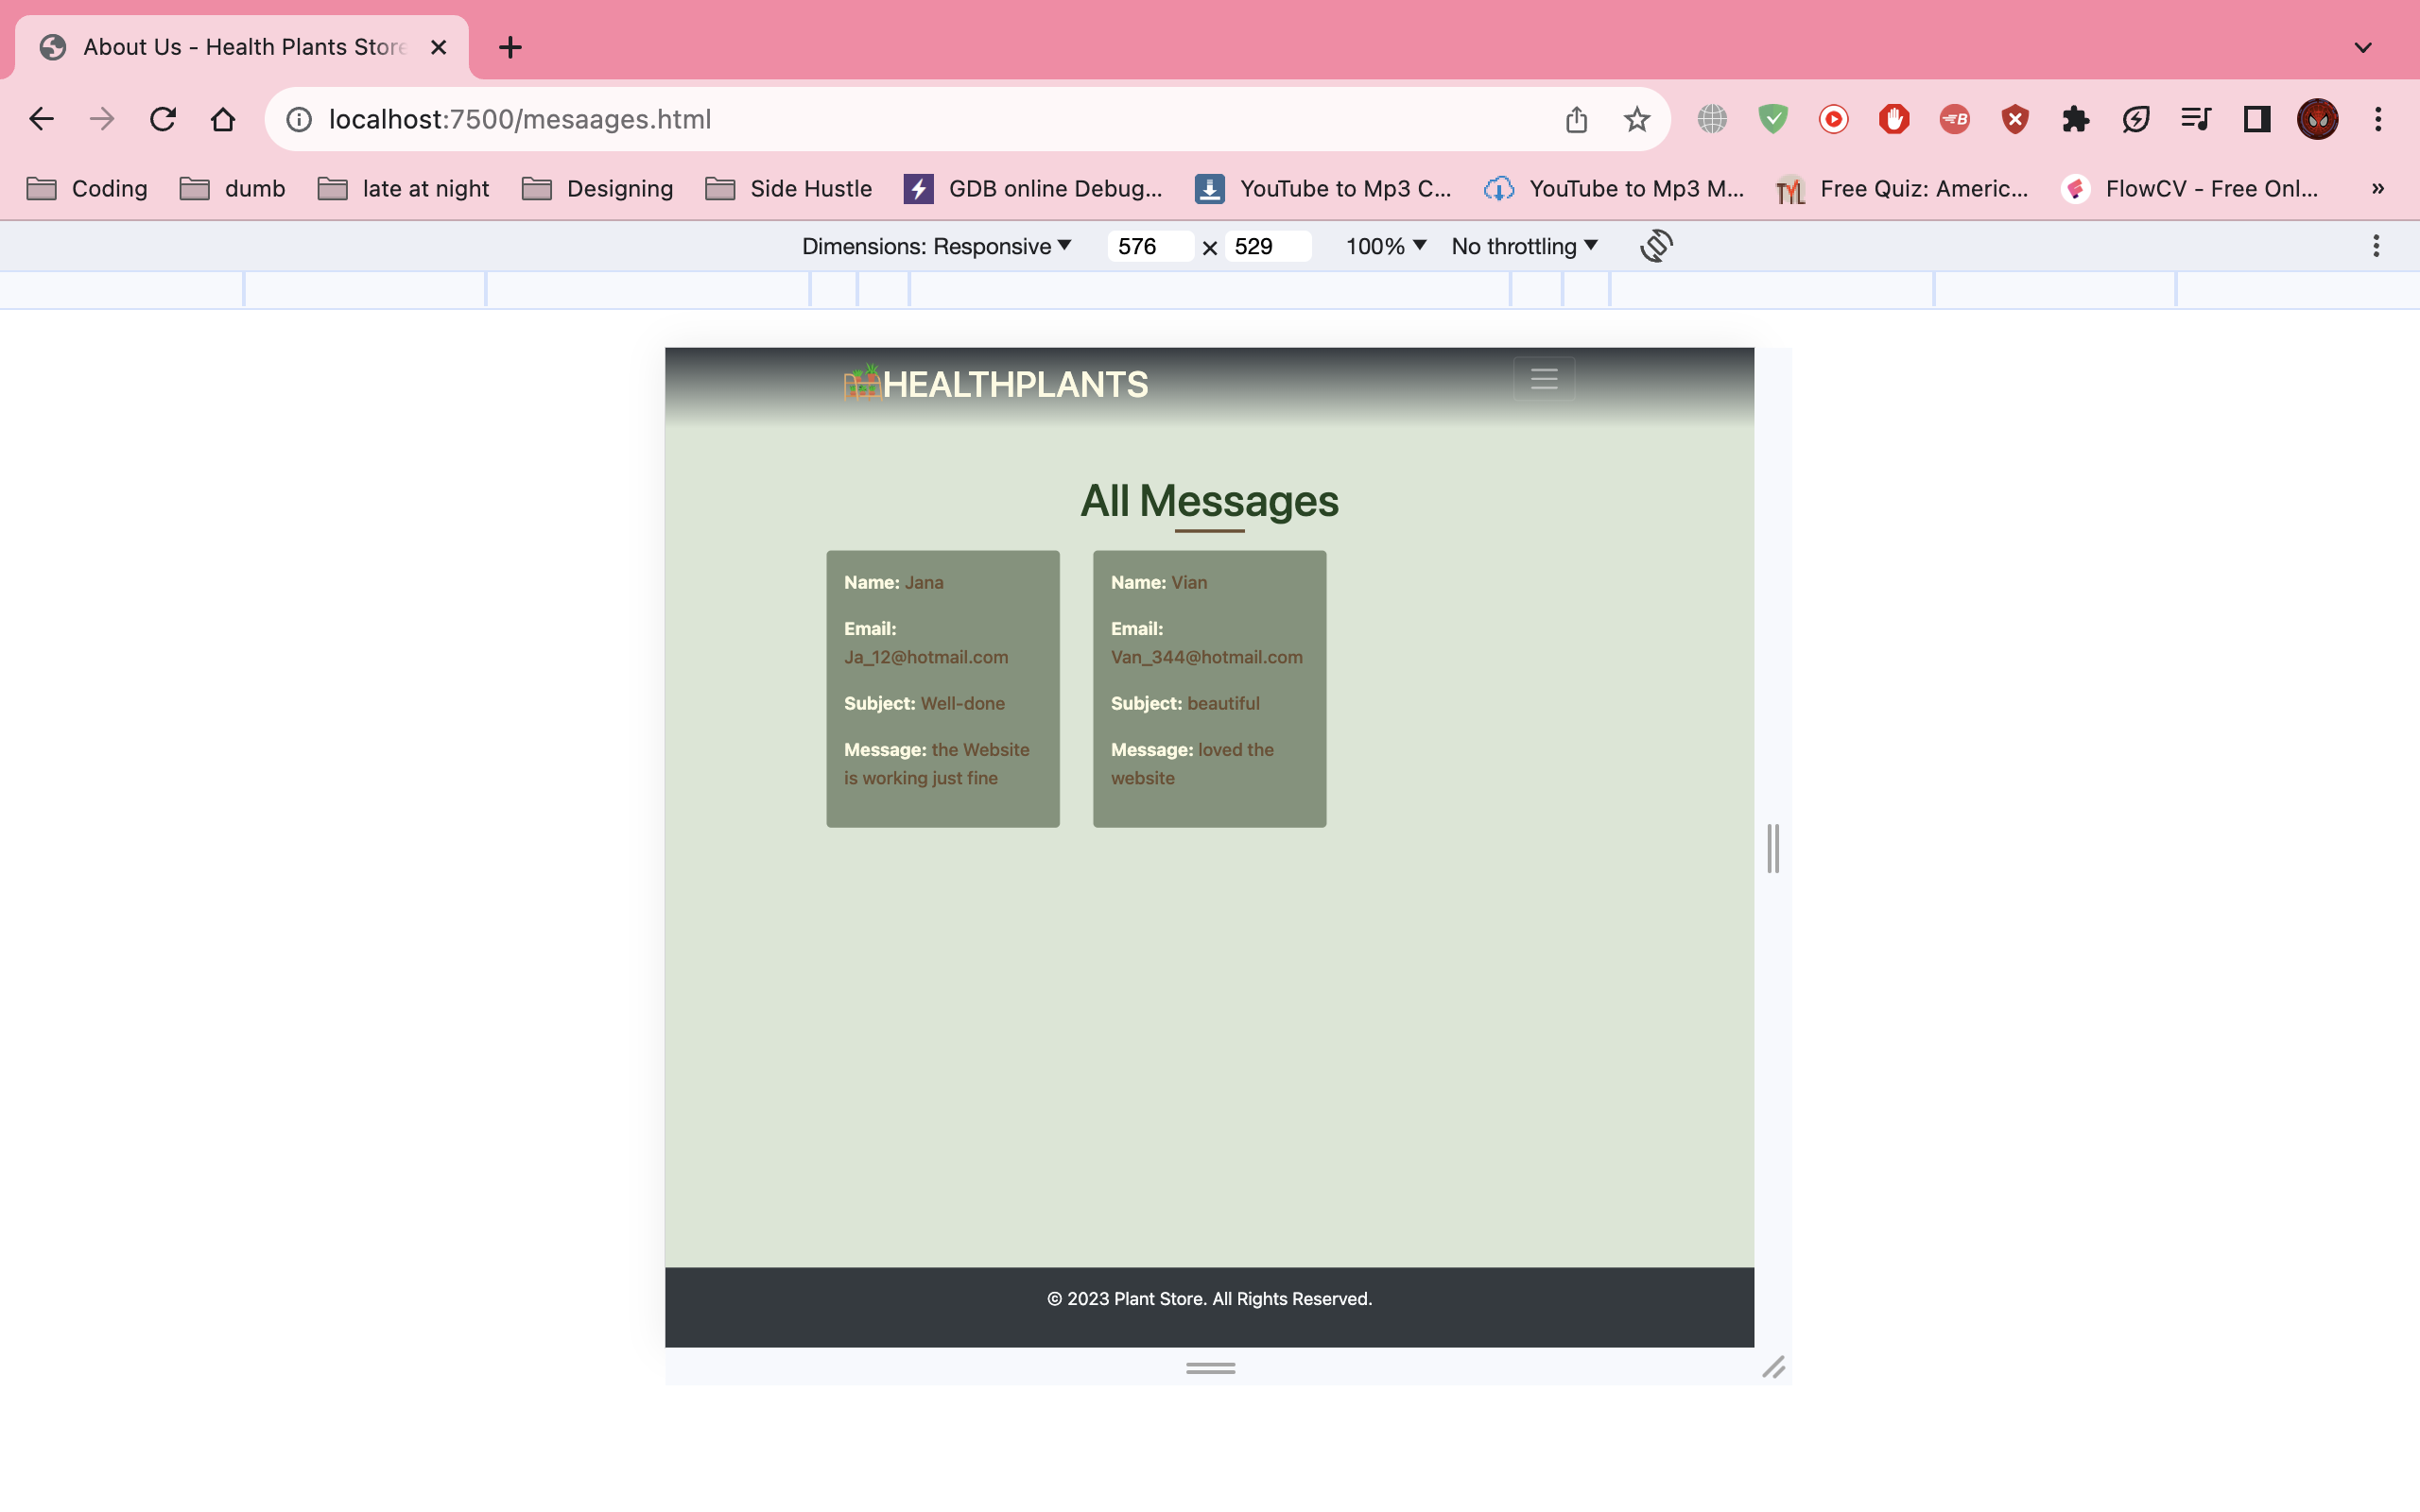 About Us - Health Plants Store
localhost:7500/mesaages.html
Coding dumb late at night Designing Side Hustle GDB online Debug... YouTube to Mp3 C... YouTube to Mp3 M... Free Quiz: Americ... FlowCV - Free Onl... »
Dimensions: Responsive 576 × 529 100% No throttling
HEALTHPLANTS
All Messages
Name: Jana
Email:
Ja_12@hotmail.com
Subject: Well-done
Message: the Website
is working just fine
Name: Vian
Email:
Van_344@hotmail.com
Subject: beautiful
Message: loved the
website
© 2023 Plant Store. All Rights Reserved.